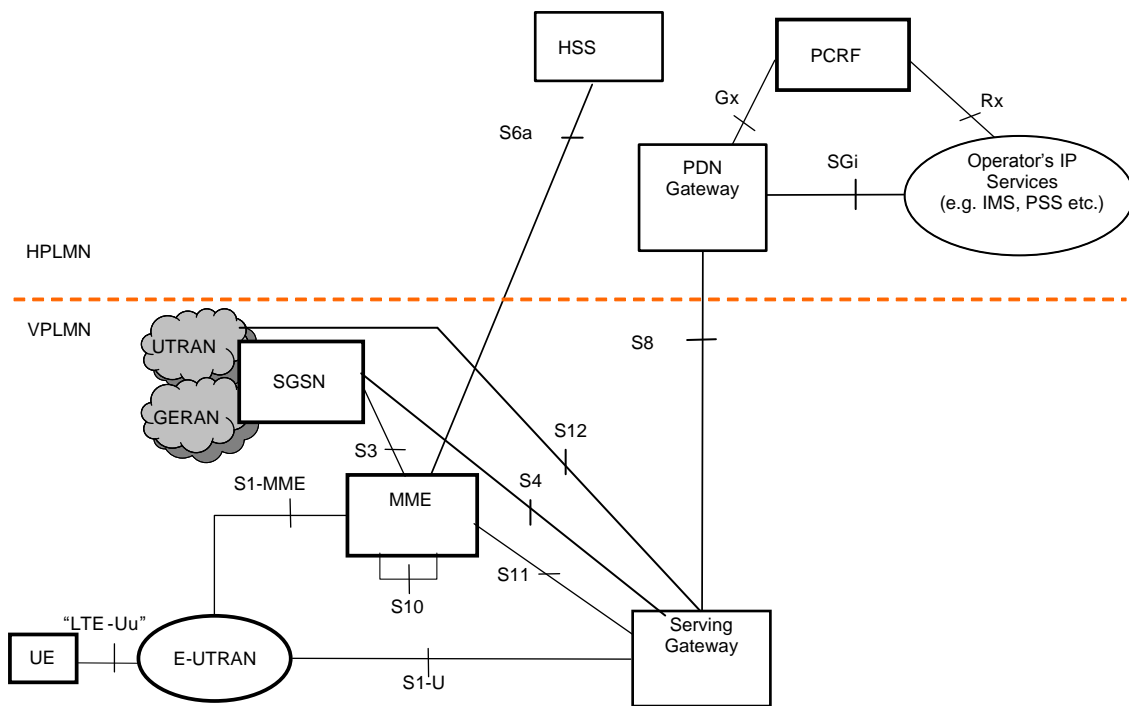 HSS
PCRF
Gx
Rx
S6a
PDN
Gateway
SGi
Operator's IP
Services
(e.g. IMS, PSS etc.)
HPLMN
VPLMN
UTRAN
S8
SGSN
GERAN
S12
S3
S4
S1-MME
MME
S11
S10
"LTE-Uu"
Serving
Gateway
UE
E-UTRAN
S1-U